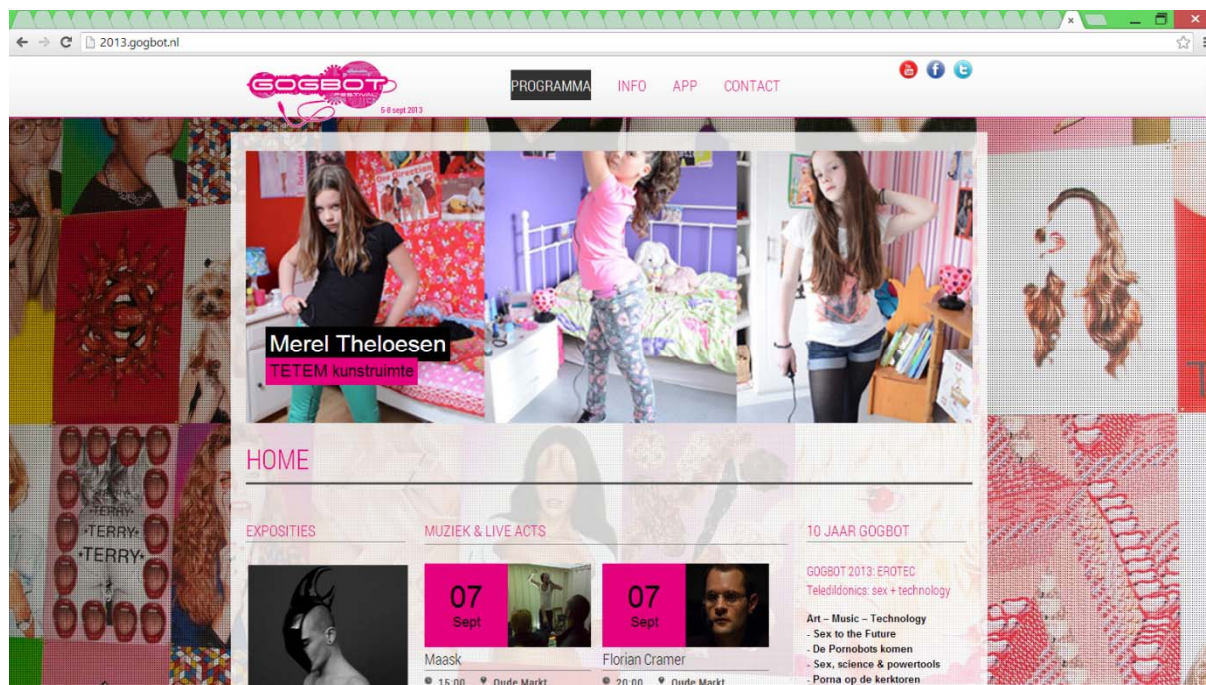 2013.gogbot.nl
GOGBOT
FESTIVAL
5-8 sept 2013
PROGRAMMA INFO APP CONTACT
One Direction
Merel Theloesen
TETEM kunstruimte
TERRY
TERRY
TERRY
HOME
EXPOSITIES
MUZIEK & LIVE ACTS
07
Sept
Maask
15:00 Oude Markt
07
Sept
Florian Cramer
20:00 Oude Markt
10 JAAR GOGBOT
GOGBOT 2013: EROTEC
Teledildonics: sex + technology
Art – Music – Technology
- Sex to the Future
- De Pornobots komen
- Sex, science & powertools
- Porna op de kerktoren